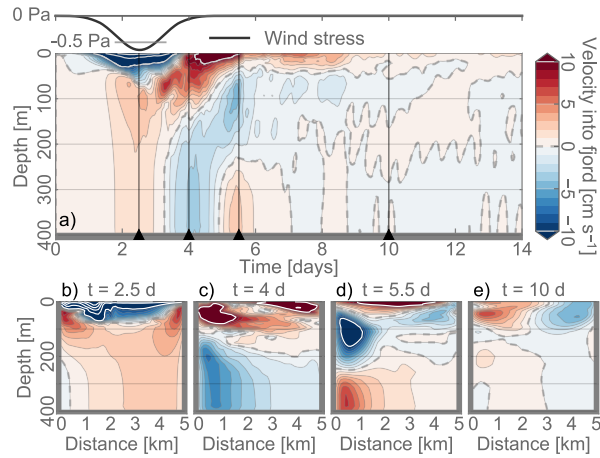 0 Pa
-0.5 Pa
Wind stress
Depth [m]
0
100
200
300
400
a)
0 2 4 6 8 10 12 14
Time [days]
10
5
0
−5
−10
Velocity into fjord [cm s⁻¹]
b) t = 2.5 d
c) t = 4 d
d) t = 5.5 d
e) t = 10 d
Depth [m]
0
200
400
0 1 2 3 4 5
0 1 2 3 4 5
0 1 2 3 4 5
0 1 2 3 4 5
Distance [km]
Distance [km]
Distance [km]
Distance [km]